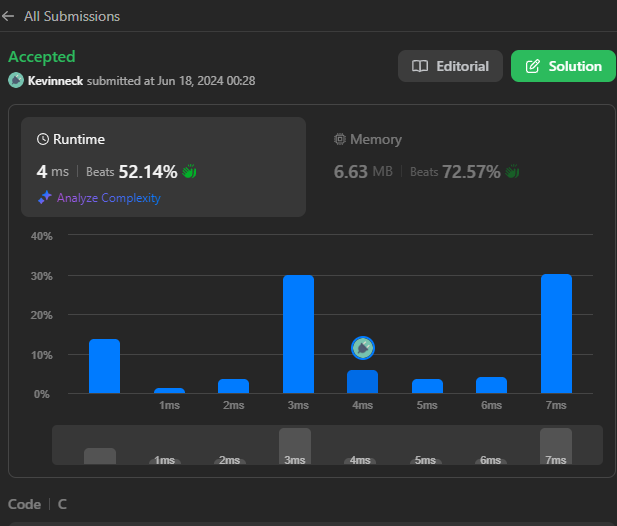 All Submissions
Accepted
Kevinneck submitted at Jun 18, 2024 00:28
Editorial
Solution
Runtime
4 ms | Beats 52.14%
Analyze Complexity
Memory
6.63 MB | Beats 72.57%
40%
30%
20%
10%
0%
1ms 2ms 3ms 4ms 5ms 6ms 7ms
1ms 2ms 3ms 4ms 5ms 6ms 7ms
Code | C